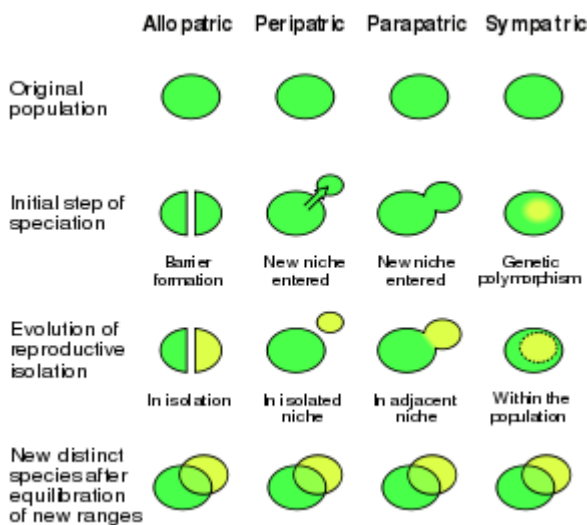 Allopatric Peripatric Parapatric Sympatric
Original
population
Initial step of
speciation
Barrier
formation
New niche
entered
New niche
entered
Genetic
polymorphism
Evolution of
reproductive
isolation
In isolation
In isolated
niche
In adjacent
niche
Within the
population
New distinct
species after
equilibration
of new ranges